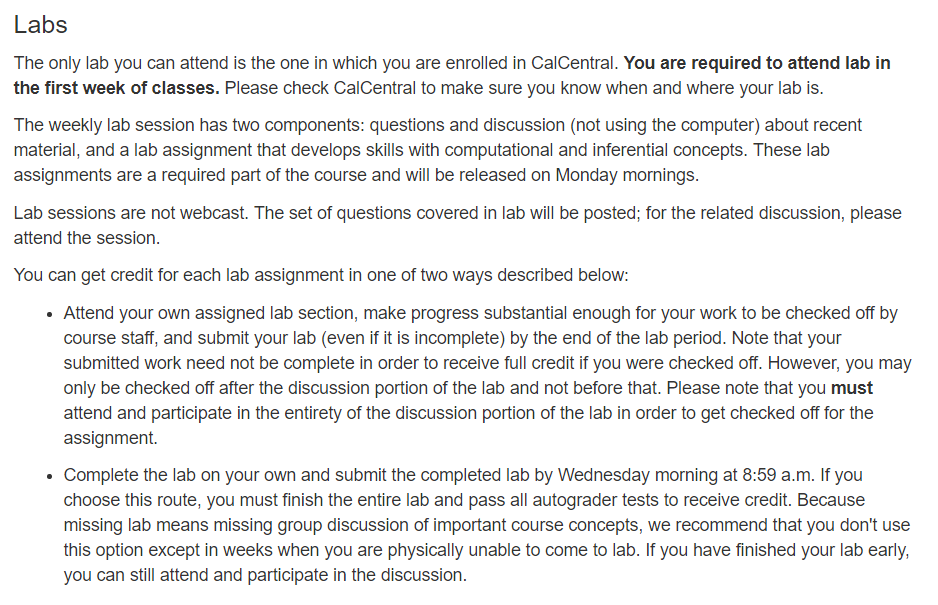 Labs
The only lab you can attend is the one in which you are enrolled in CalCentral. You are required to attend lab in
the first week of classes. Please check CalCentral to make sure you know when and where your lab is.
The weekly lab session has two components: questions and discussion (not using the computer) about recent
material, and a lab assignment that develops skills with computational and inferential concepts. These lab
assignments are a required part of the course and will be released on Monday mornings.
Lab sessions are not webcast. The set of questions covered in lab will be posted; for the related discussion, please
attend the session.
You can get credit for each lab assignment in one of two ways described below:
• Attend your own assigned lab section, make progress substantial enough for your work to be checked off by
course staff, and submit your lab (even if it is incomplete) by the end of the lab period. Note that your
submitted work need not be complete in order to receive full credit if you were checked off. However, you may
only be checked off after the discussion portion of the lab and not before that. Please note that you must
attend and participate in the entirety of the discussion portion of the lab in order to get checked off for the
assignment.
• Complete the lab on your own and submit the completed lab by Wednesday morning at 8:59 a.m. If you
choose this route, you must finish the entire lab and pass all autograder tests to receive credit. Because
missing lab means missing group discussion of important course concepts, we recommend that you don't use
this option except in weeks when you are physically unable to come to lab. If you have finished your lab early,
you can still attend and participate in the discussion.